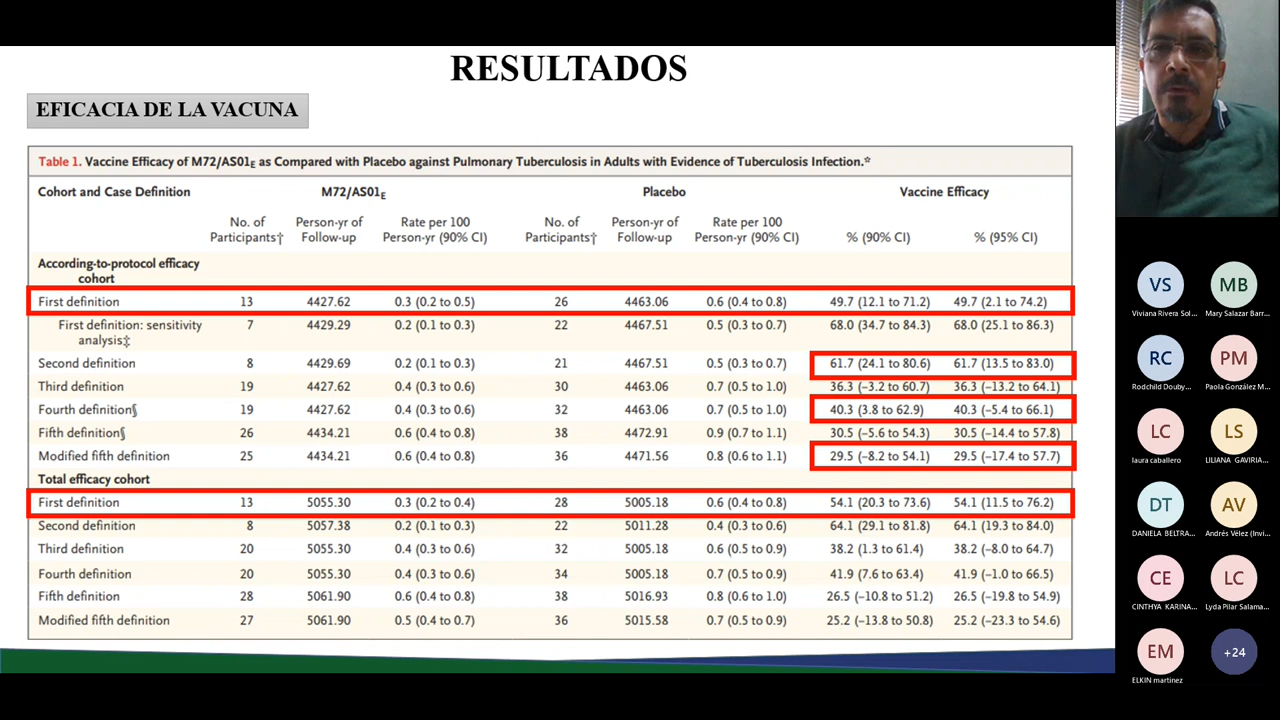 RESULTADOS
EFICACIA DE LA VACUNA
Table 1. Vaccine Efficacy of M72/AS01E as Compared with Placebo against Pulmonary Tuberculosis in Adults with Evidence of Tuberculosis Infection.*
Cohort and Case Definition M72/AS01E Placebo Vaccine Efficacy
No. of Participants† Person-yr of Follow-up Rate per 100 Person-yr (90% CI) No. of Participants† Person-yr of Follow-up Rate per 100 Person-yr (90% CI) % (90% CI) % (95% CI)
According-to-protocol efficacy
cohort
First definition 13 4427.62 0.3 (0.2 to 0.5) 26 4463.06 0.6 (0.4 to 0.8) 49.7 (12.1 to 71.2) 49.7 (2.1 to 74.2)
First definition: sensitivity analysis‡ 7 4429.29 0.2 (0.1 to 0.3) 22 4467.51 0.5 (0.3 to 0.7) 68.0 (34.7 to 84.3) 68.0 (25.1 to 86.3)
Second definition 8 4429.69 0.2 (0.1 to 0.3) 21 4467.51 0.5 (0.3 to 0.7) 61.7 (24.1 to 80.6) 61.7 (13.5 to 83.0)
Third definition 19 4427.62 0.4 (0.3 to 0.6) 30 4463.06 0.7 (0.5 to 1.0) 36.3 (−3.2 to 60.7) 36.3 (−13.2 to 64.1)
Fourth definition§ 19 4427.62 0.4 (0.3 to 0.6) 32 4463.06 0.7 (0.5 to 1.0) 40.3 (3.8 to 62.9) 40.3 (−5.4 to 66.1)
Fifth definition§ 26 4434.21 0.6 (0.4 to 0.8) 38 4472.91 0.9 (0.7 to 1.1) 30.5 (−5.6 to 54.3) 30.5 (−14.4 to 57.8)
Modified fifth definition 25 4434.21 0.6 (0.4 to 0.8) 36 4471.56 0.8 (0.6 to 1.1) 29.5 (−8.2 to 54.1) 29.5 (−17.4 to 57.7)
Total efficacy cohort
First definition 13 5055.30 0.3 (0.2 to 0.4) 28 5005.18 0.6 (0.4 to 0.8) 54.1 (20.3 to 73.6) 54.1 (11.5 to 76.2)
Second definition 8 5057.38 0.2 (0.1 to 0.3) 22 5011.28 0.4 (0.3 to 0.6) 64.1 (29.1 to 81.8) 64.1 (19.3 to 84.0)
Third definition 20 5055.30 0.4 (0.3 to 0.6) 32 5005.18 0.6 (0.5 to 0.9) 38.2 (1.3 to 61.4) 38.2 (−8.0 to 64.7)
Fourth definition 20 5055.30 0.4 (0.3 to 0.6) 34 5005.18 0.7 (0.5 to 0.9) 41.9 (7.6 to 63.4) 41.9 (−1.0 to 66.5)
Fifth definition 28 5061.90 0.6 (0.4 to 0.8) 38 5016.93 0.8 (0.6 to 1.0) 26.5 (−10.8 to 51.2) 26.5 (−19.8 to 54.9)
Modified fifth definition 27 5061.90 0.5 (0.4 to 0.7) 36 5015.58 0.7 (0.5 to 0.9) 25.2 (−13.8 to 50.8) 25.2 (−23.3 to 54.6)
VS MB
Viviana Rivera Sol... Mary Salazar Barr...
RC PM
Rodchild Douby... Paola González M...
LC LS
laura caballero LILIANA GAVIRIA...
DT AV
DANIELA BELTRA... Andrés Vélez (Invi...
CE LC
CINTHYA KARINA... Lyda Pilar Salama...
EM +24
ELKIN martinez